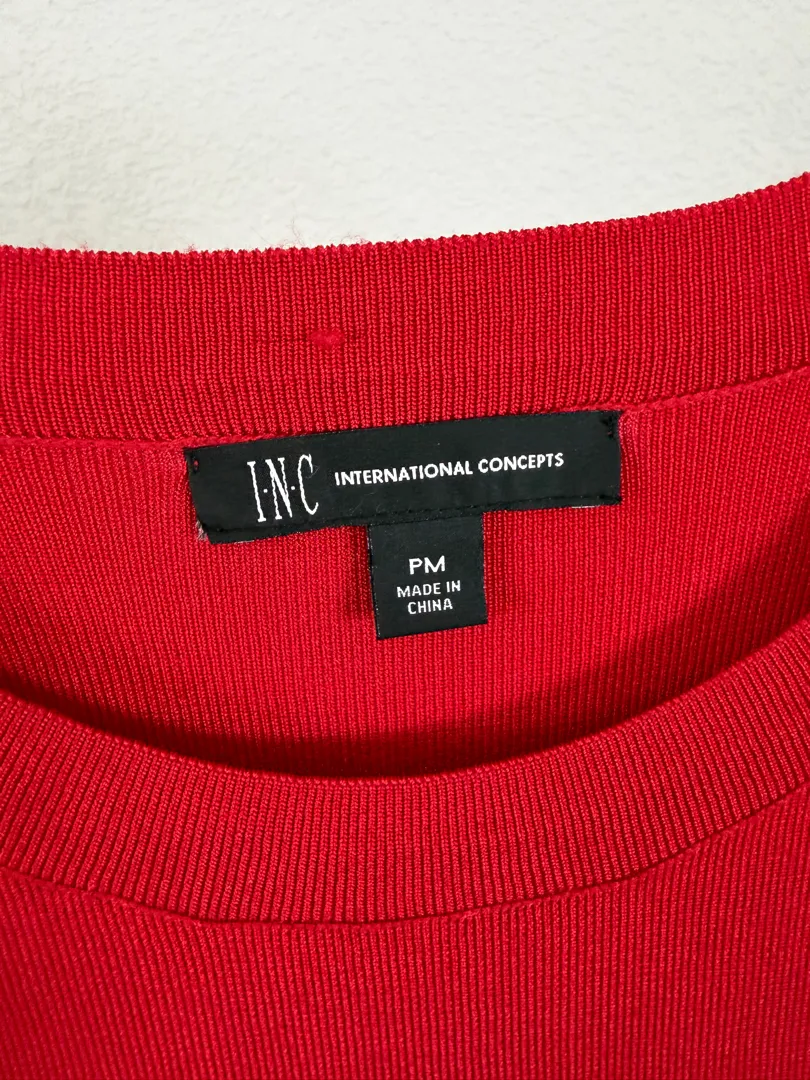 I·N·C INTERNATIONAL CONCEPTS
PM
MADE IN
CHINA